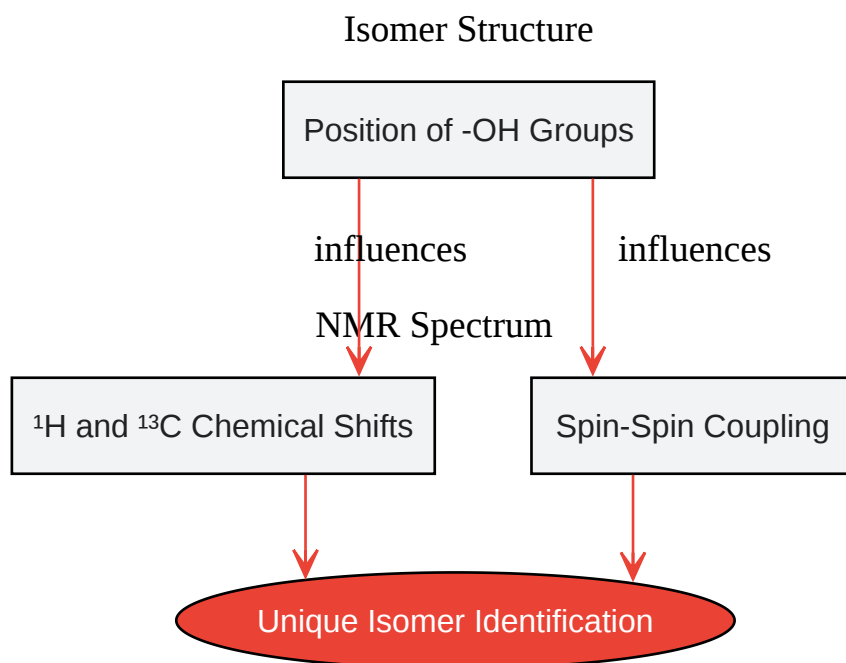 Isomer Structure
Position of -OH Groups
influences
influences
NMR Spectrum
¹H and ¹³C Chemical Shifts
Spin-Spin Coupling
Unique Isomer Identification